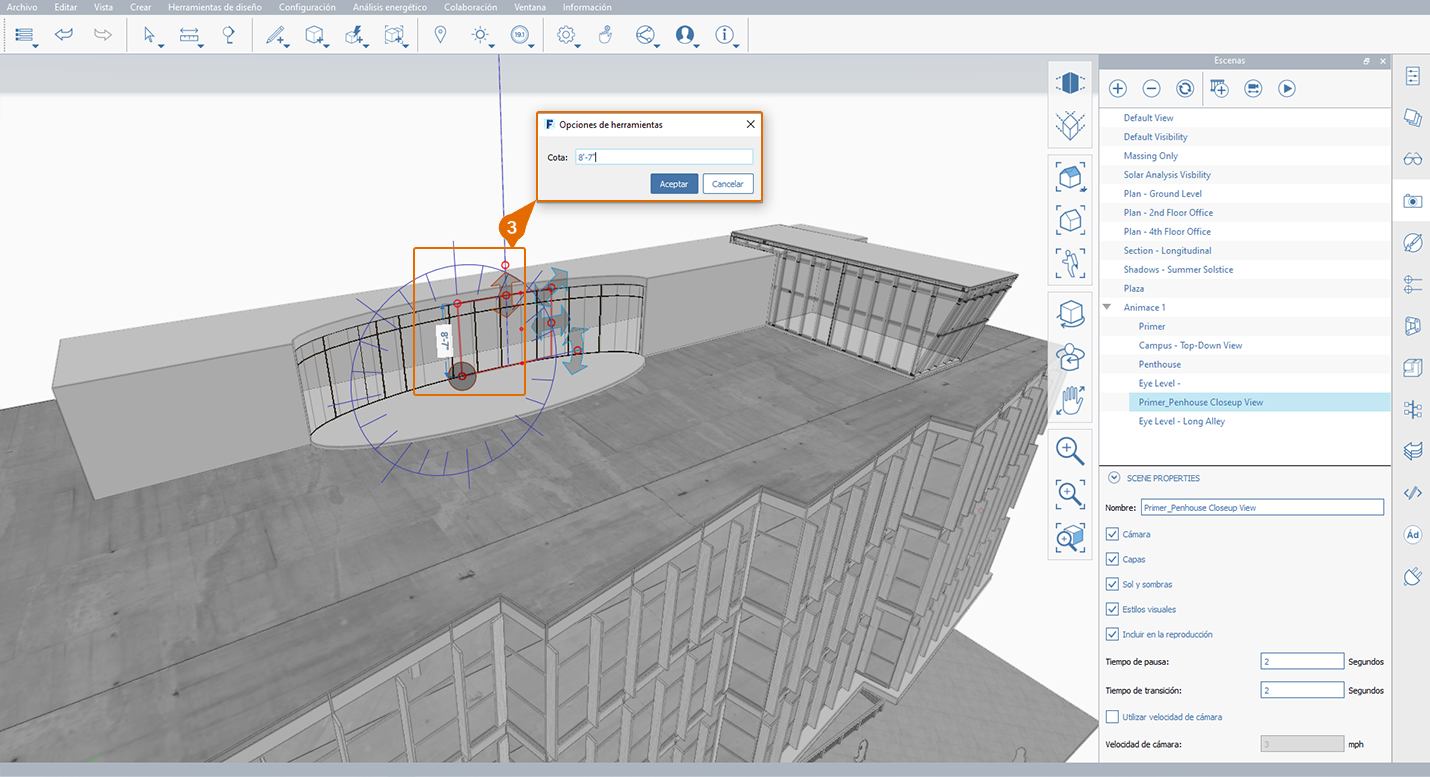 Archivo Editar Vista Crear Herramientas de diseño Configuración Análisis energético Colaboración Ventana Información
19.1
Escenas
F Opciones de herramientas
Cota: 8'-7"
Aceptar Cancelar
3
8'-7"
Default View
Default Visibility
Massing Only
Solar Analysis Visbility
Plan - Ground Level
Plan - 2nd Floor Office
Plan - 4th Floor Office
Section - Longitudinal
Shadows - Summer Solstice
Plaza
Animace 1
Primer
Campus - Top-Down View
Penthouse
Eye Level -
Primer_Penhouse Closeup View
Eye Level - Long Alley
SCENE PROPERTIES
Nombre: Primer_Penhouse Closeup View
Cámara
Capas
Sol y sombras
Estilos visuales
Incluir en la reproducción
Tiempo de pausa: 2 Segundos
Tiempo de transición: 2 Segundos
Utilizar velocidad de cámara
Velocidad de cámara: 3 mph
Ad